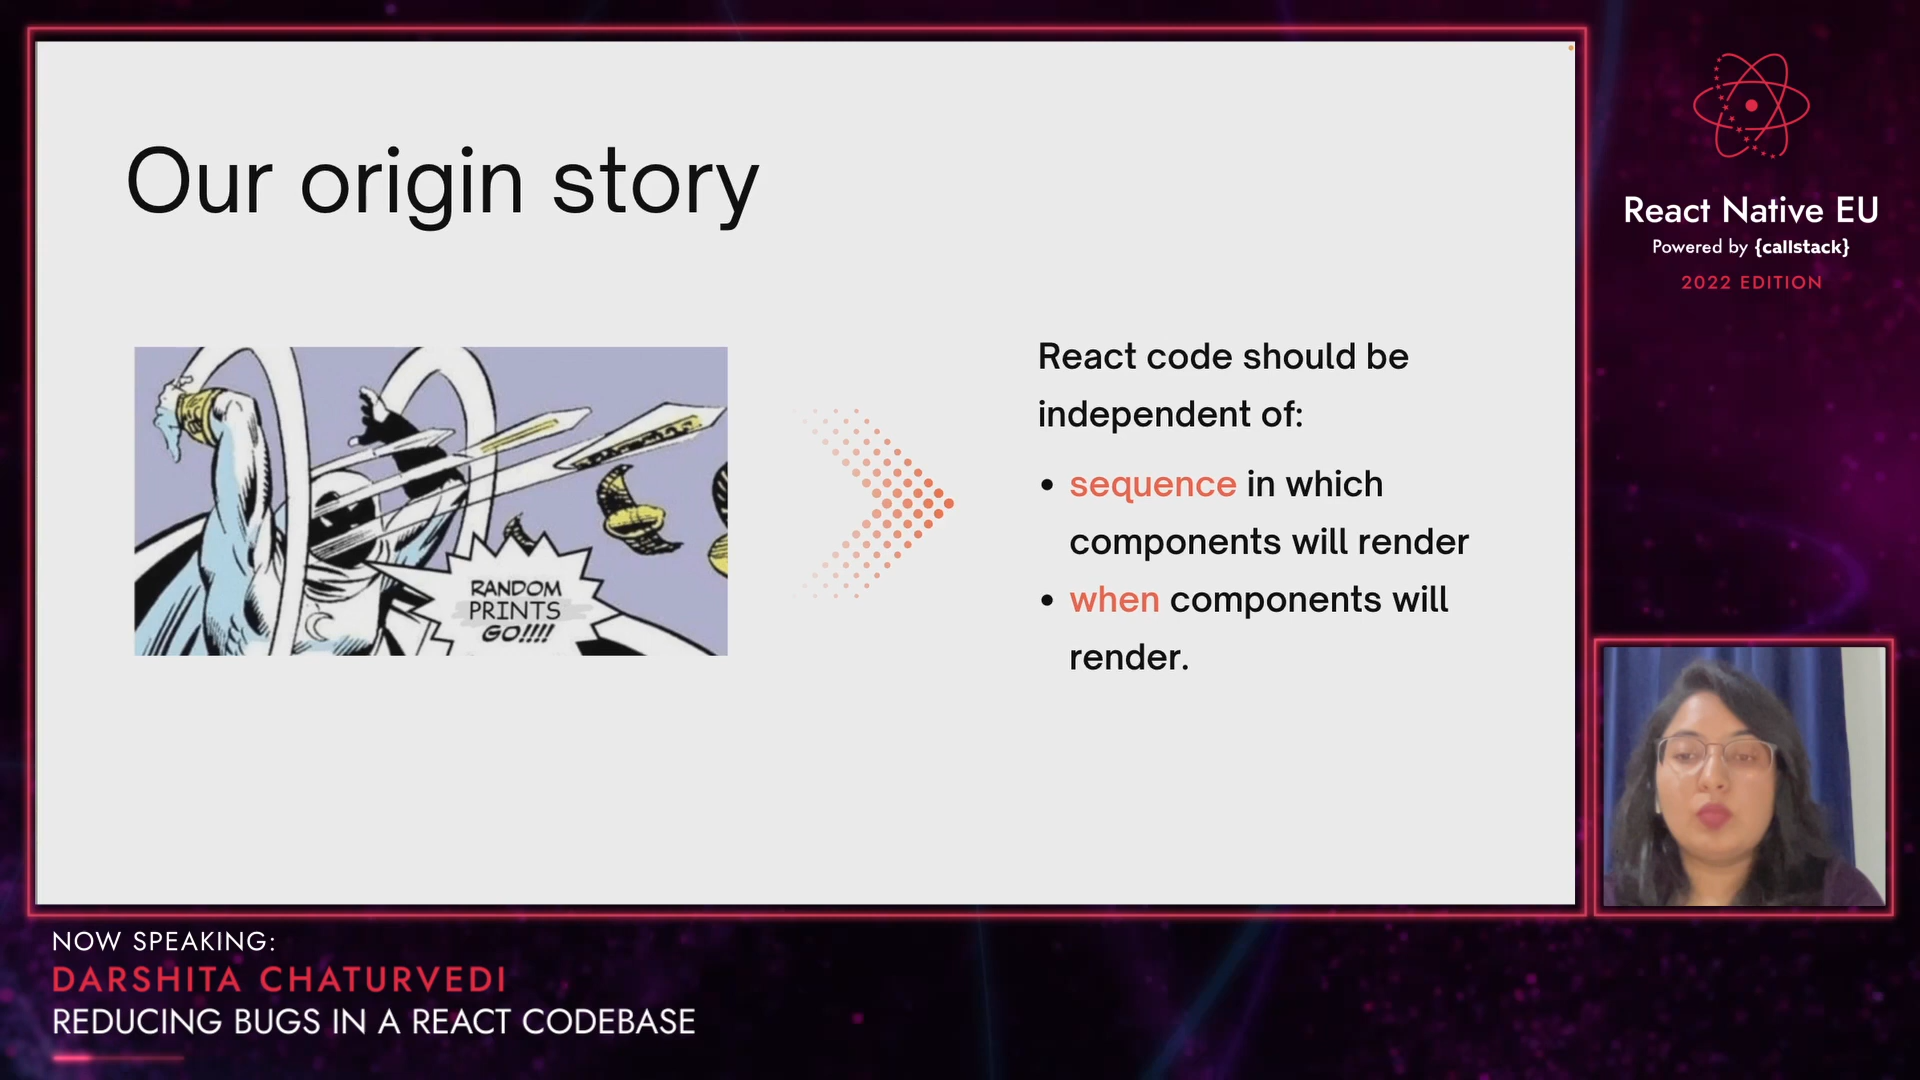 Our origin story
RANDOM
PRINTS
GO!!!!
React code should be
independent of:
• sequence in which
components will render
• when components will
render.
React Native EU
Powered by {callstack}
2022 EDITION
NOW SPEAKING:
DARSHITA CHATURVEDI
REDUCING BUGS IN A REACT CODEBASE